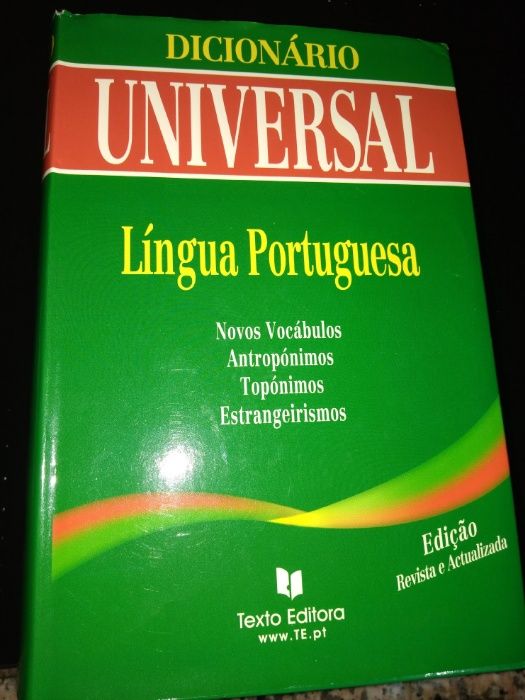 DICIONÁRIO
UNIVERSAL
Língua Portuguesa
Novos Vocábulos
Antropónimos
Topónimos
Estrangeirismos
Edição
Revista e Actualizada
Texto Editora
www.TE.pt